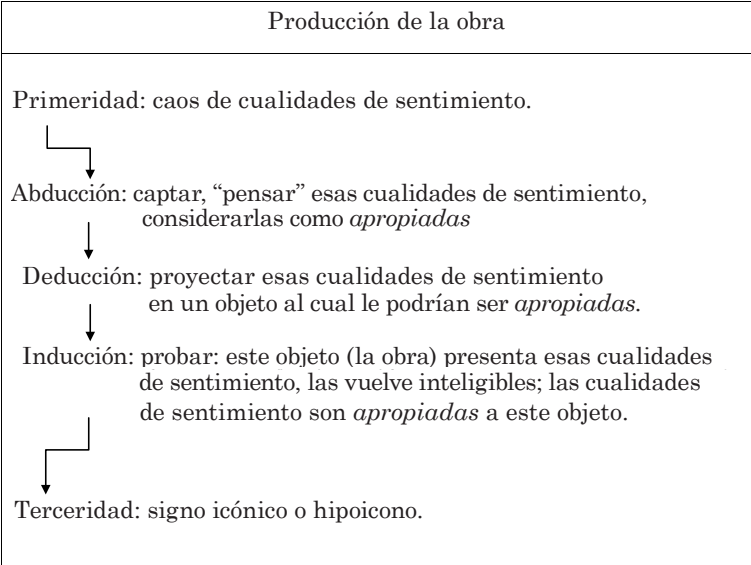 Producción de la obra
Primeridad: caos de cualidades de sentimiento.
Abducción: captar, “pensar” esas cualidades de sentimiento,
considerarlas como apropiadas
Deducción: proyectar esas cualidades de sentimiento
en un objeto al cual le podrían ser apropiadas.
Inducción: probar: este objeto (la obra) presenta esas cualidades
de sentimiento, las vuelve inteligibles; las cualidades
de sentimiento son apropiadas a este objeto.
Terceridad: signo icónico o hipoicono.